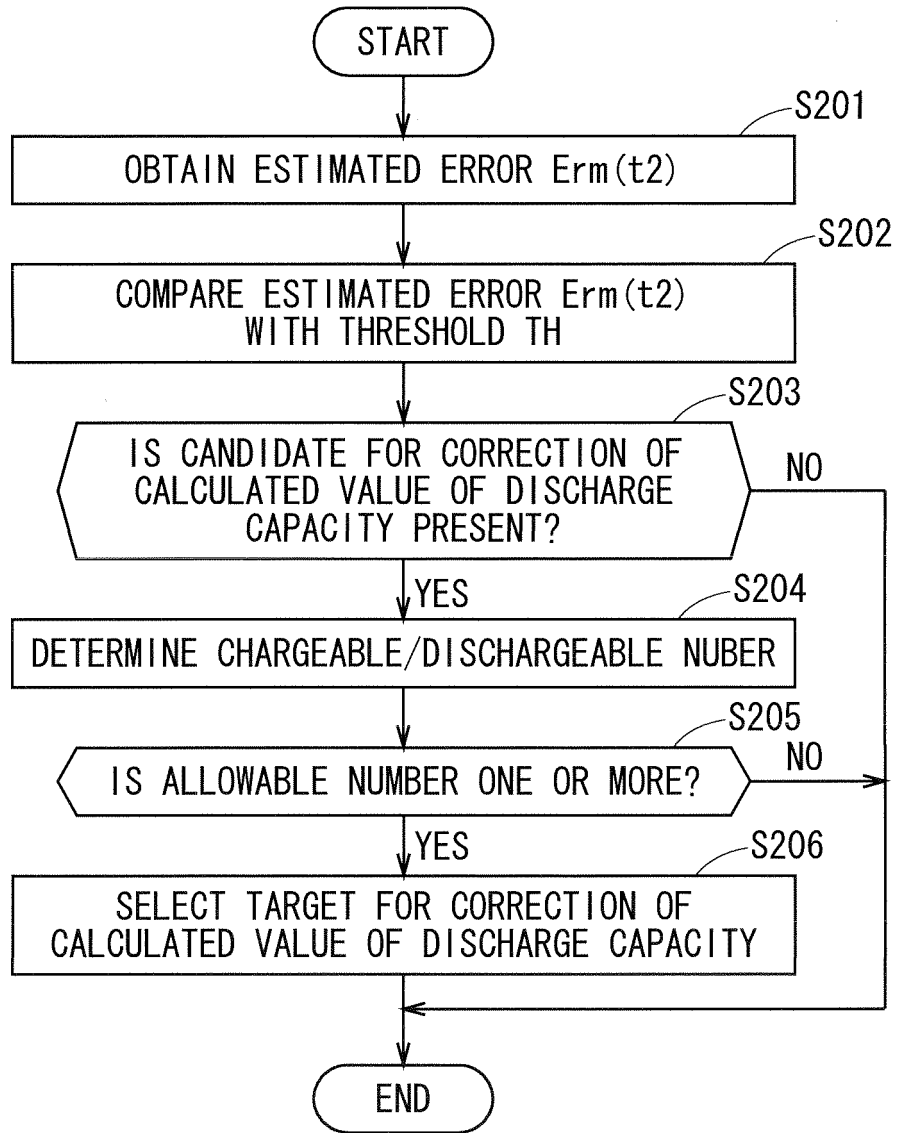 START
S201
OBTAIN ESTIMATED ERROR Erm(t2)
S202
COMPARE ESTIMATED ERROR Erm(t2)
WITH THRESHOLD TH
S203
IS CANDIDATE FOR CORRECTION OF
CALCULATED VALUE OF DISCHARGE
CAPACITY PRESENT?
NO
YES
S204
DETERMINE CHARGEABLE/DISCHARGEABLE NUBER
S205
IS ALLOWABLE NUMBER ONE OR MORE?
NO
YES
S206
SELECT TARGET FOR CORRECTION OF
CALCULATED VALUE OF DISCHARGE CAPACITY
END